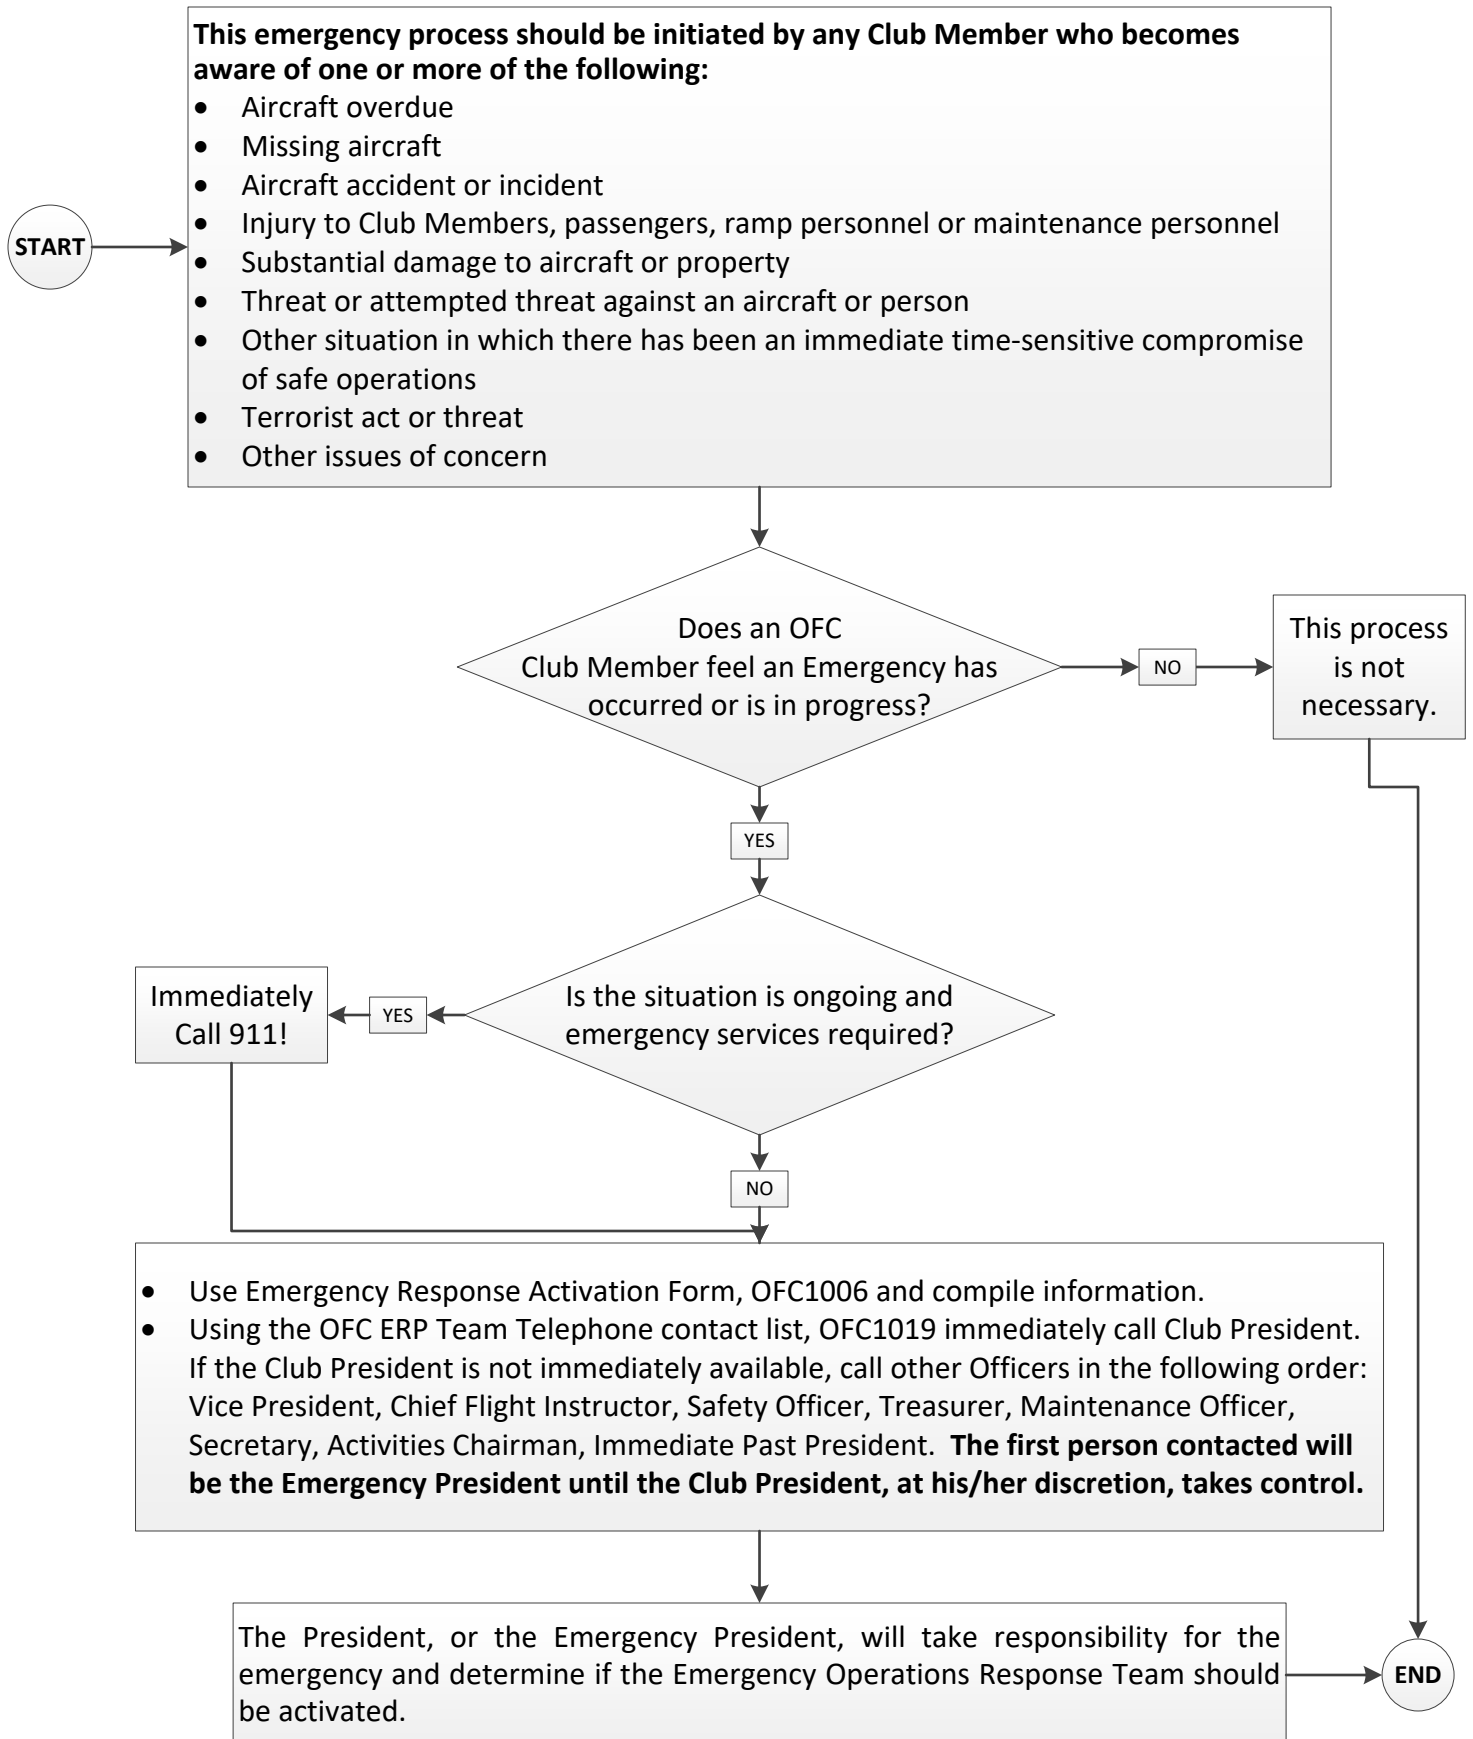 This emergency process should be initiated by any Club Member who becomes
aware of one or more of the following:
• Aircraft overdue
• Missing aircraft
• Aircraft accident or incident
• Injury to Club Members, passengers, ramp personnel or maintenance personnel
START
• Substantial damage to aircraft or property
• Threat or attempted threat against an aircraft or person
• Other situation in which there has been an immediate time-sensitive compromise
of safe operations
• Terrorist act or threat
• Other issues of concern
Does an OFC
Club Member feel an Emergency has
occurred or is in progress?
NO
This process
is not
necessary.
YES
Is the situation is ongoing and
emergency services required?
YES
Immediately
Call 911!
NO
• Use Emergency Response Activation Form, OFC1006 and compile information.
• Using the OFC ERP Team Telephone contact list, OFC1019 immediately call Club President.
If the Club President is not immediately available, call other Officers in the following order:
Vice President, Chief Flight Instructor, Safety Officer, Treasurer, Maintenance Officer,
Secretary, Activities Chairman, Immediate Past President. The first person contacted will
be the Emergency President until the Club President, at his/her discretion, takes control.
The President, or the Emergency President, will take responsibility for the
emergency and determine if the Emergency Operations Response Team should
be activated.
END